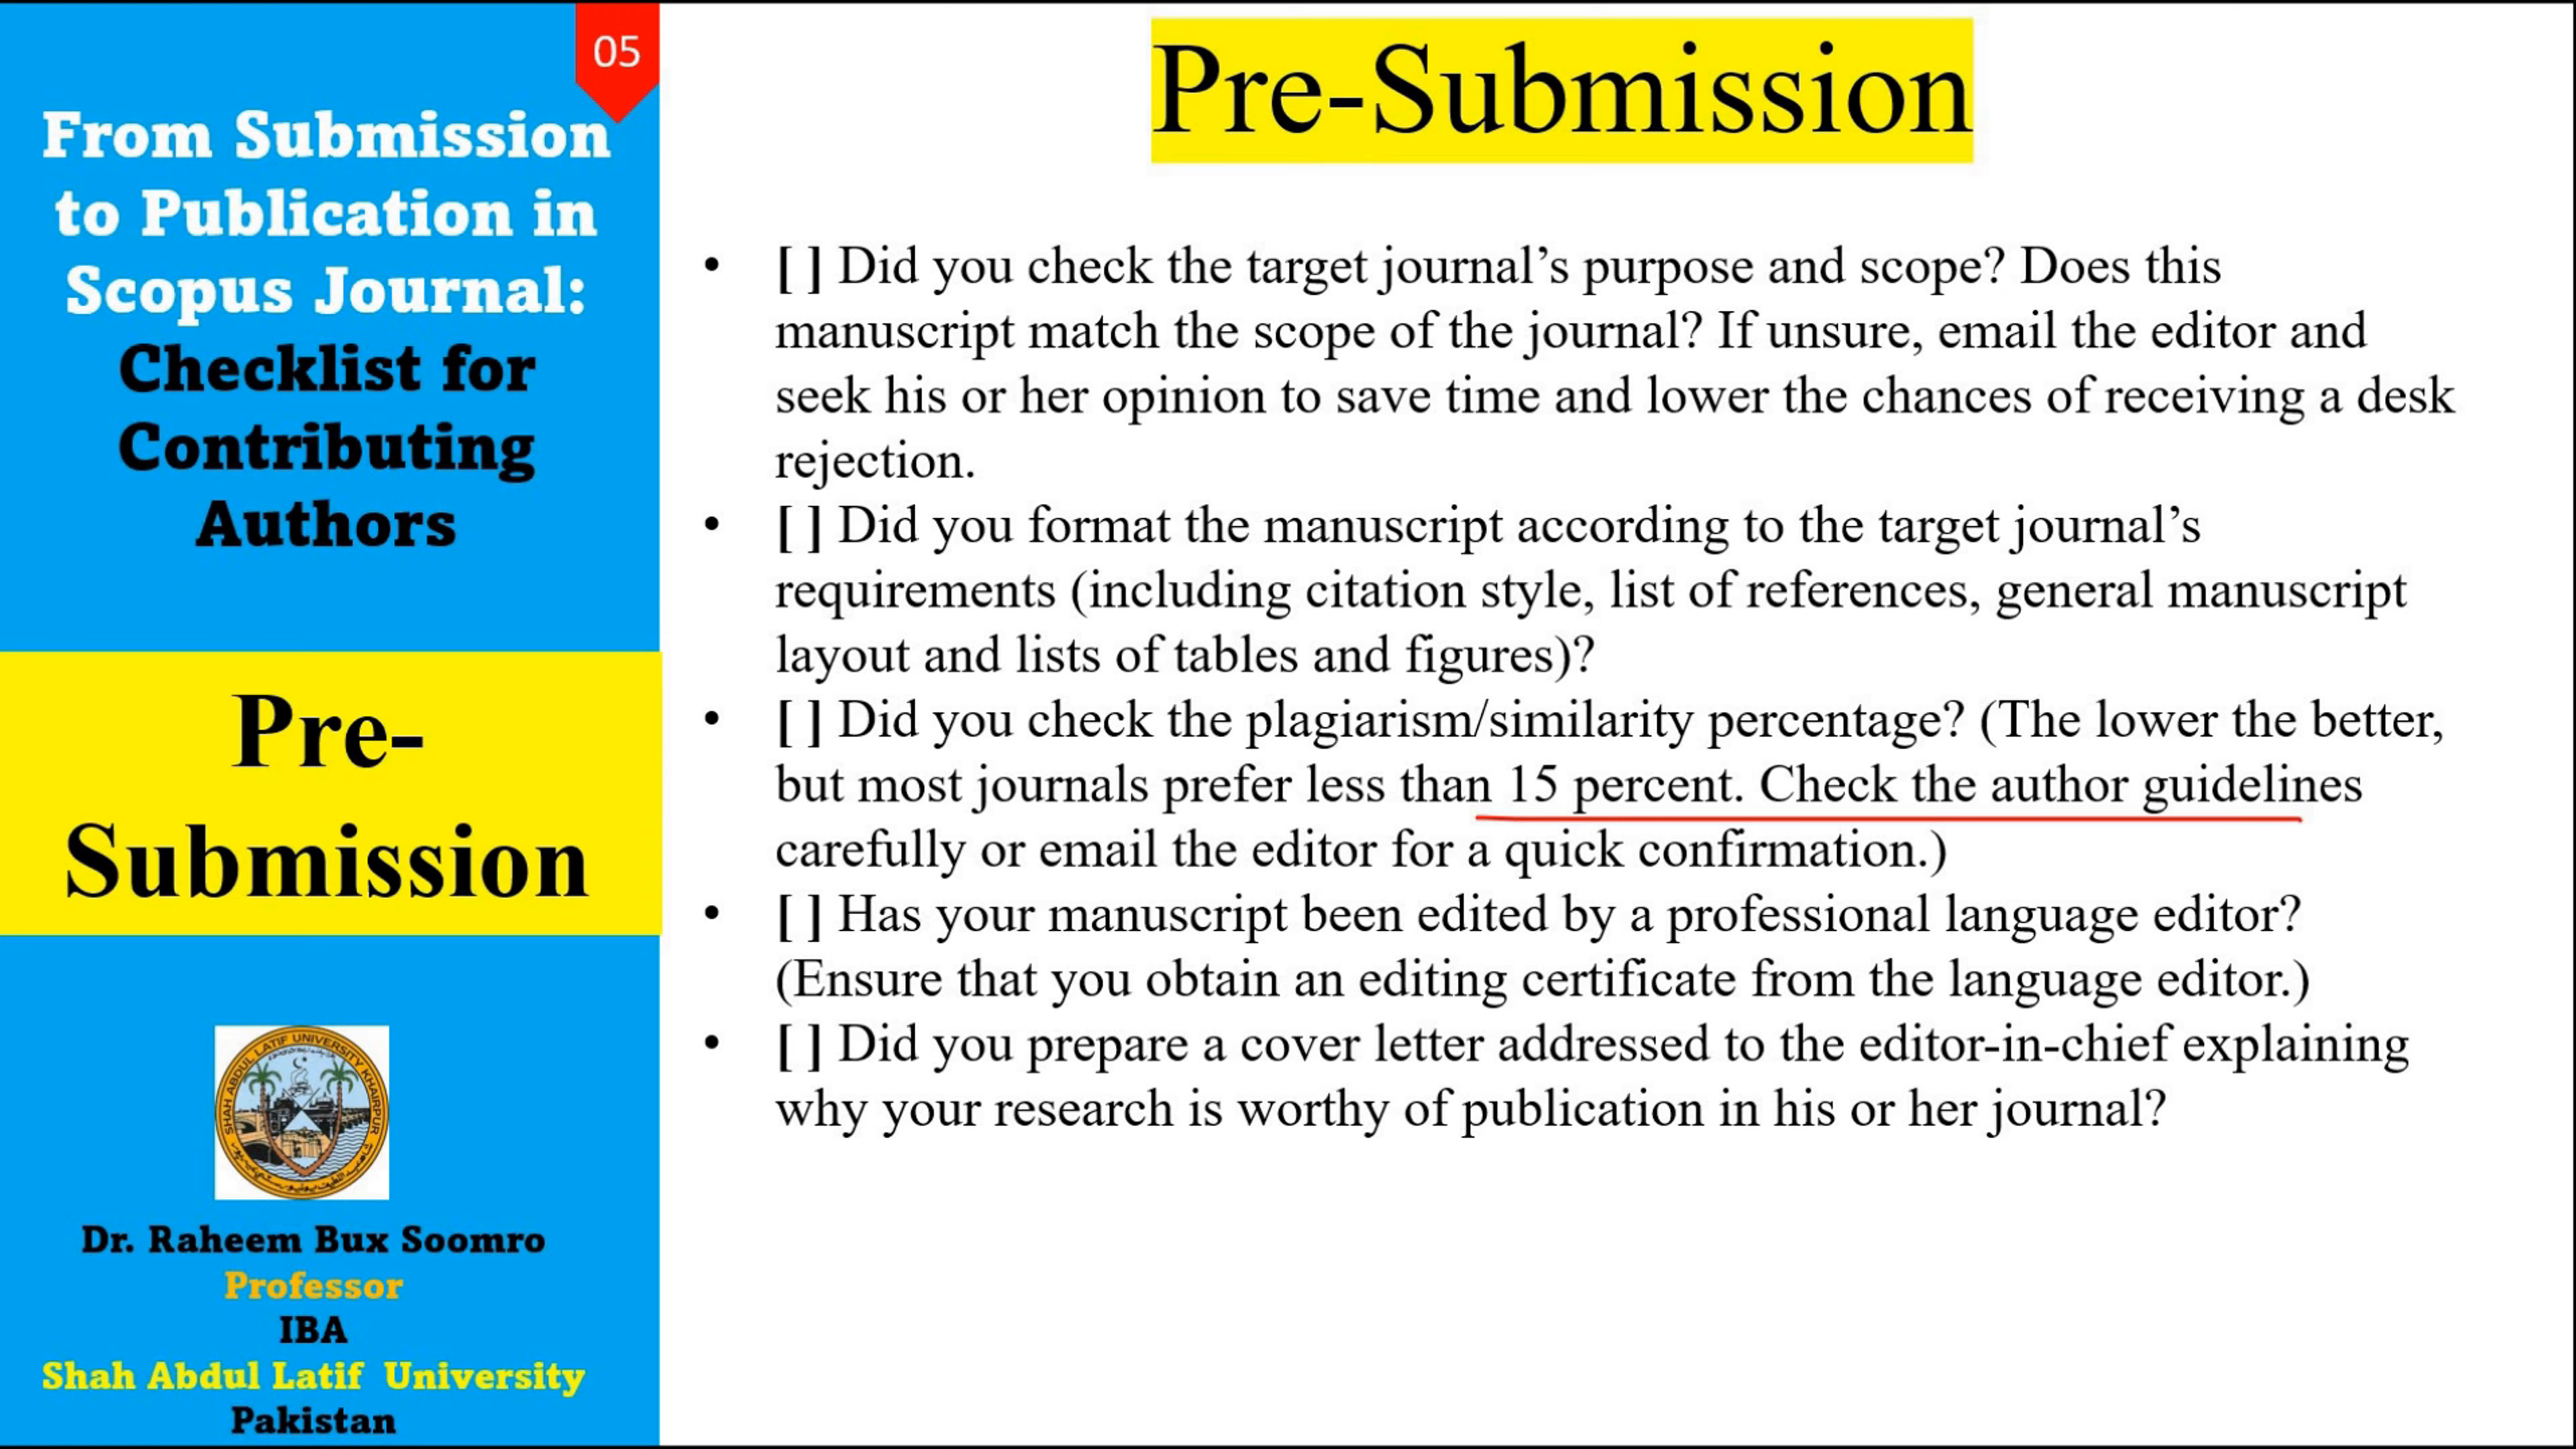 05
From Submission
to Publication in
Scopus Journal:
Checklist for
Contributing
Authors
Pre-
Submission
SHAH ABDUL LATIF UNIVERSITY KHAIRPUR
Dr. Raheem Bux Soomro
Professor
IBA
Shah Abdul Latif University
Pakistan
Pre-Submission
• [ ] Did you check the target journal’s purpose and scope? Does this
manuscript match the scope of the journal? If unsure, email the editor and
seek his or her opinion to save time and lower the chances of receiving a desk
rejection.
• [ ] Did you format the manuscript according to the target journal’s
requirements (including citation style, list of references, general manuscript
layout and lists of tables and figures)?
• [ ] Did you check the plagiarism/similarity percentage? (The lower the better,
but most journals prefer less than 15 percent. Check the author guidelines
carefully or email the editor for a quick confirmation.)
• [ ] Has your manuscript been edited by a professional language editor?
(Ensure that you obtain an editing certificate from the language editor.)
• [ ] Did you prepare a cover letter addressed to the editor-in-chief explaining
why your research is worthy of publication in his or her journal?